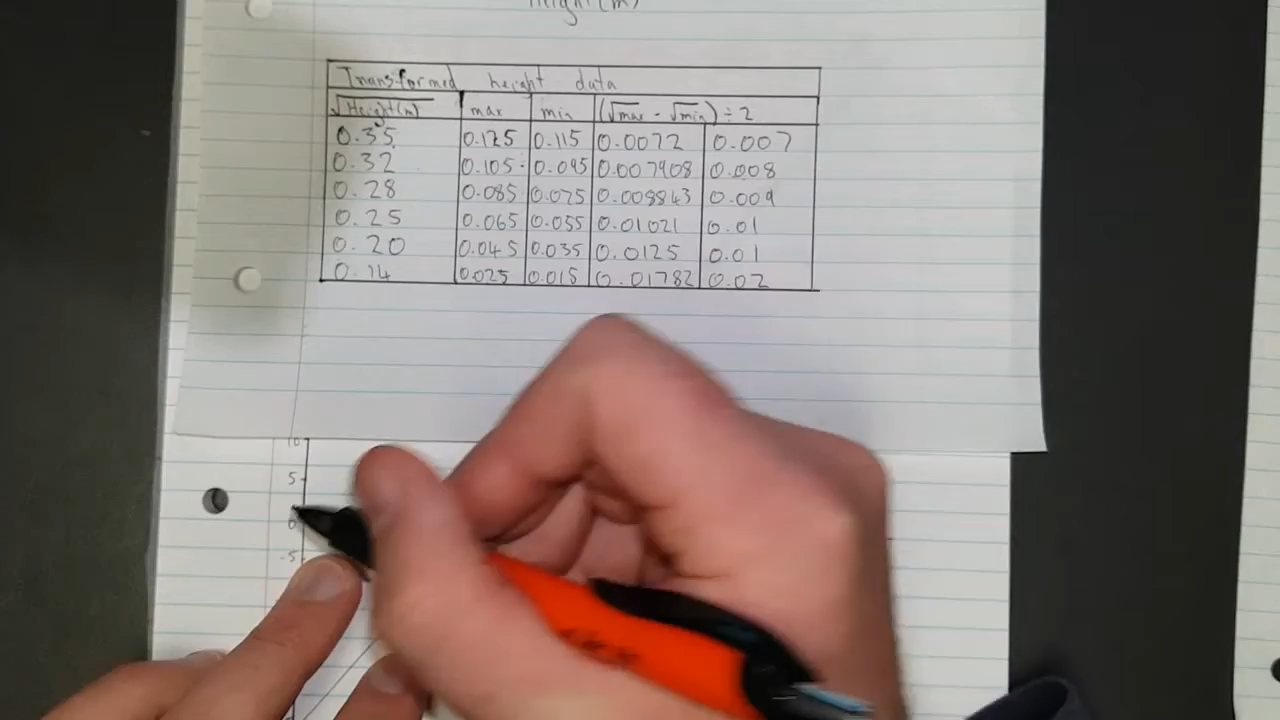 Height(m)
Transformed height data
√Height(m) max min (√max - √min) ÷ 2
0.35 0.125 0.115 0.0072 0.007
0.32 0.105 0.095 0.007908 0.008
0.28 0.085 0.075 0.008843 0.009
0.25 0.065 0.055 0.01021 0.01
0.20 0.045 0.035 0.0125 0.01
0.14 0.025 0.015 0.01782 0.02
10
5
0
-5